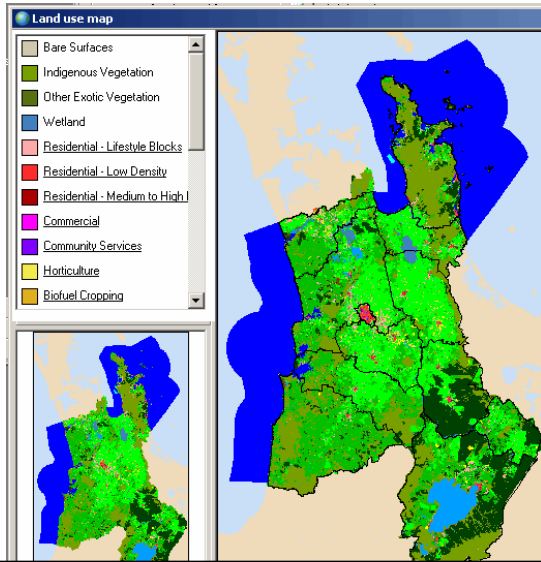 Land use map
Bare Surfaces
Indigenous Vegetation
Other Exotic Vegetation
Wetland
Residential - Lifestyle Blocks
Residential - Low Density
Residential - Medium to High
Commercial
Community Services
Horticulture
Biofuel Cropping